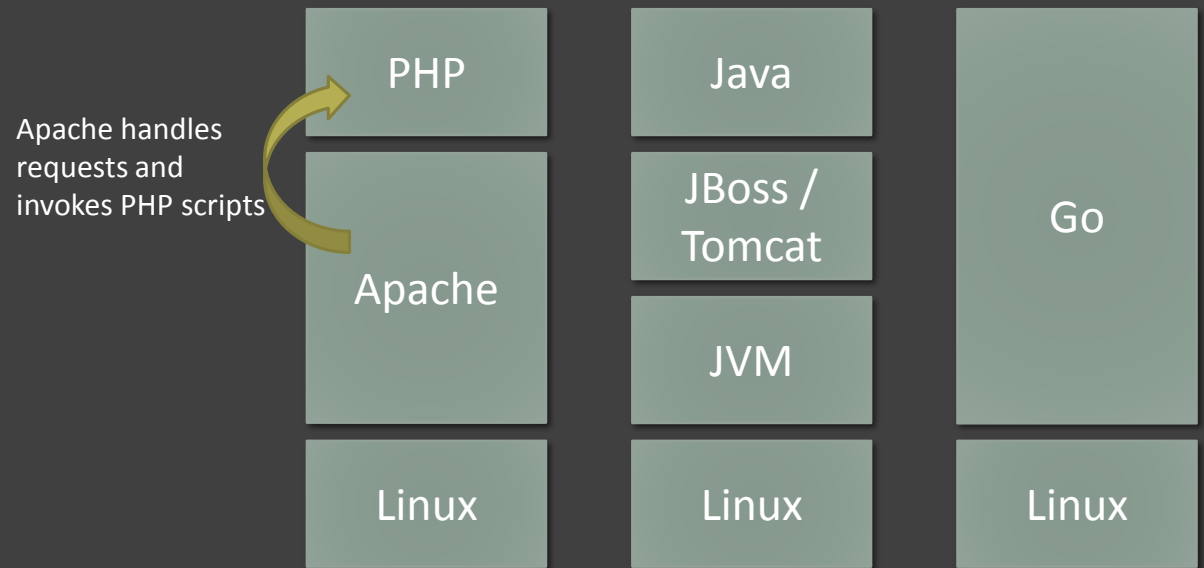 PHP
Java
Apache handles
requests and
invokes PHP scripts
JBoss /
Tomcat
Go
Apache
JVM
Linux
Linux
Linux